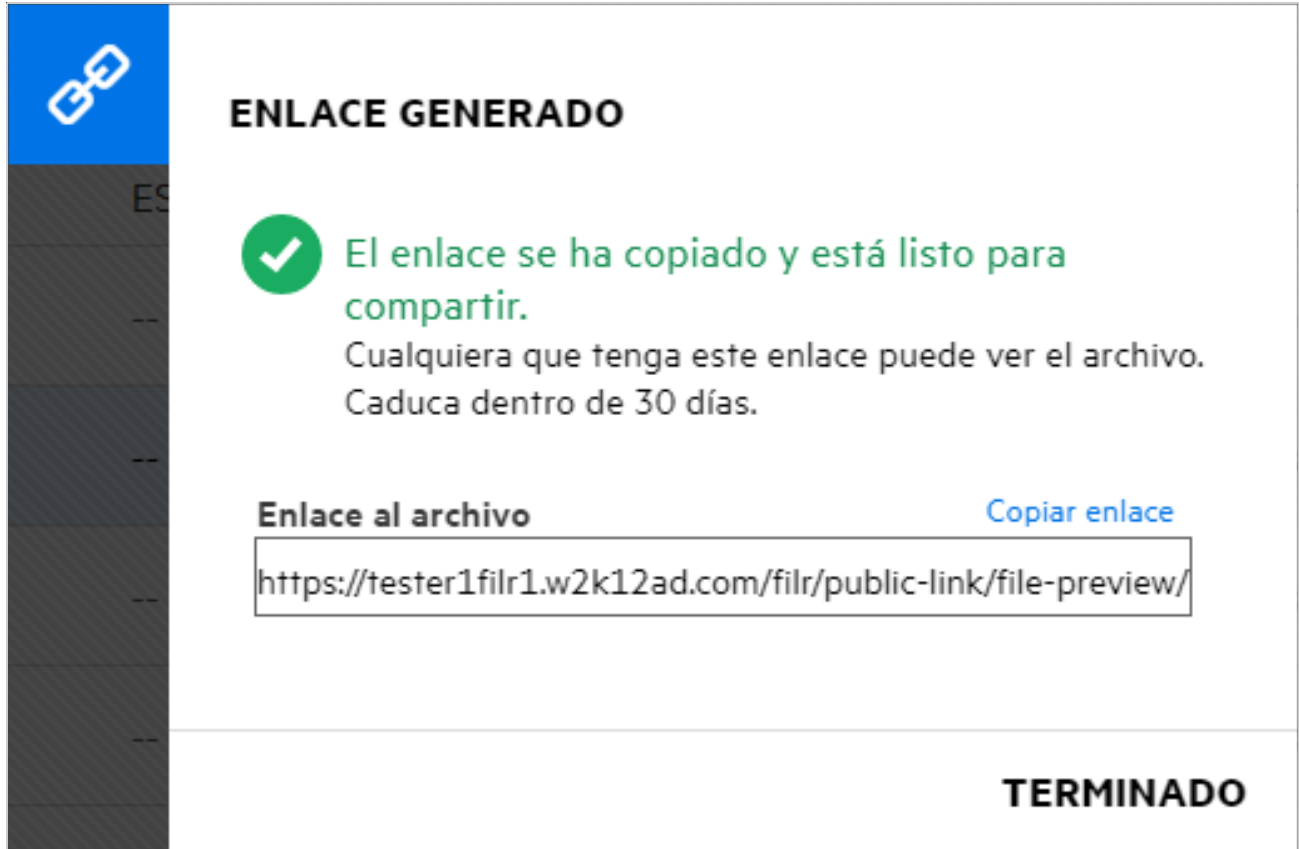 ENLACE GENERADO
ES
El enlace se ha copiado y está listo para
compartir.
Cualquiera que tenga este enlace puede ver el archivo.
Caduca dentro de 30 días.
--
--
Enlace al archivo
Copiar enlace
https://tester1filr1.w2k12ad.com/filr/public-link/file-preview/
--
--
TERMINADO